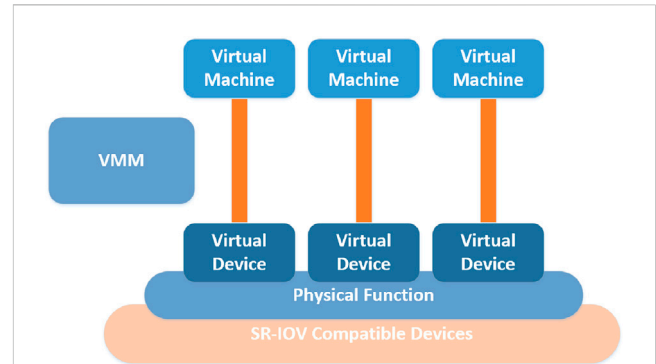 Virtual Virtual Virtual
Machine Machine Machine
VMM
Virtual Virtual Virtual
Device Device Device
Physical Function
SR-IOV Compatible Devices